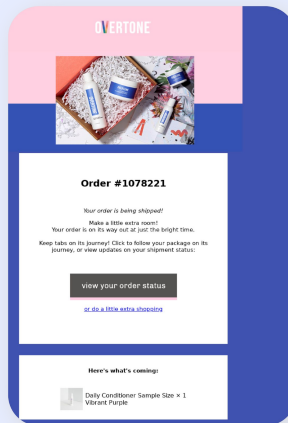 OVERTONE
Order #1078221
Your order is being shipped!
Make a little extra room!
Your order is on its way out at just the bright time.
Keep tabs on its journey! Click to follow your package on its
journey, or view updates on your shipment status:
view your order status
or do a little extra shopping
Here's what's coming:
Daily Conditioner Sample Size × 1
Vibrant Purple